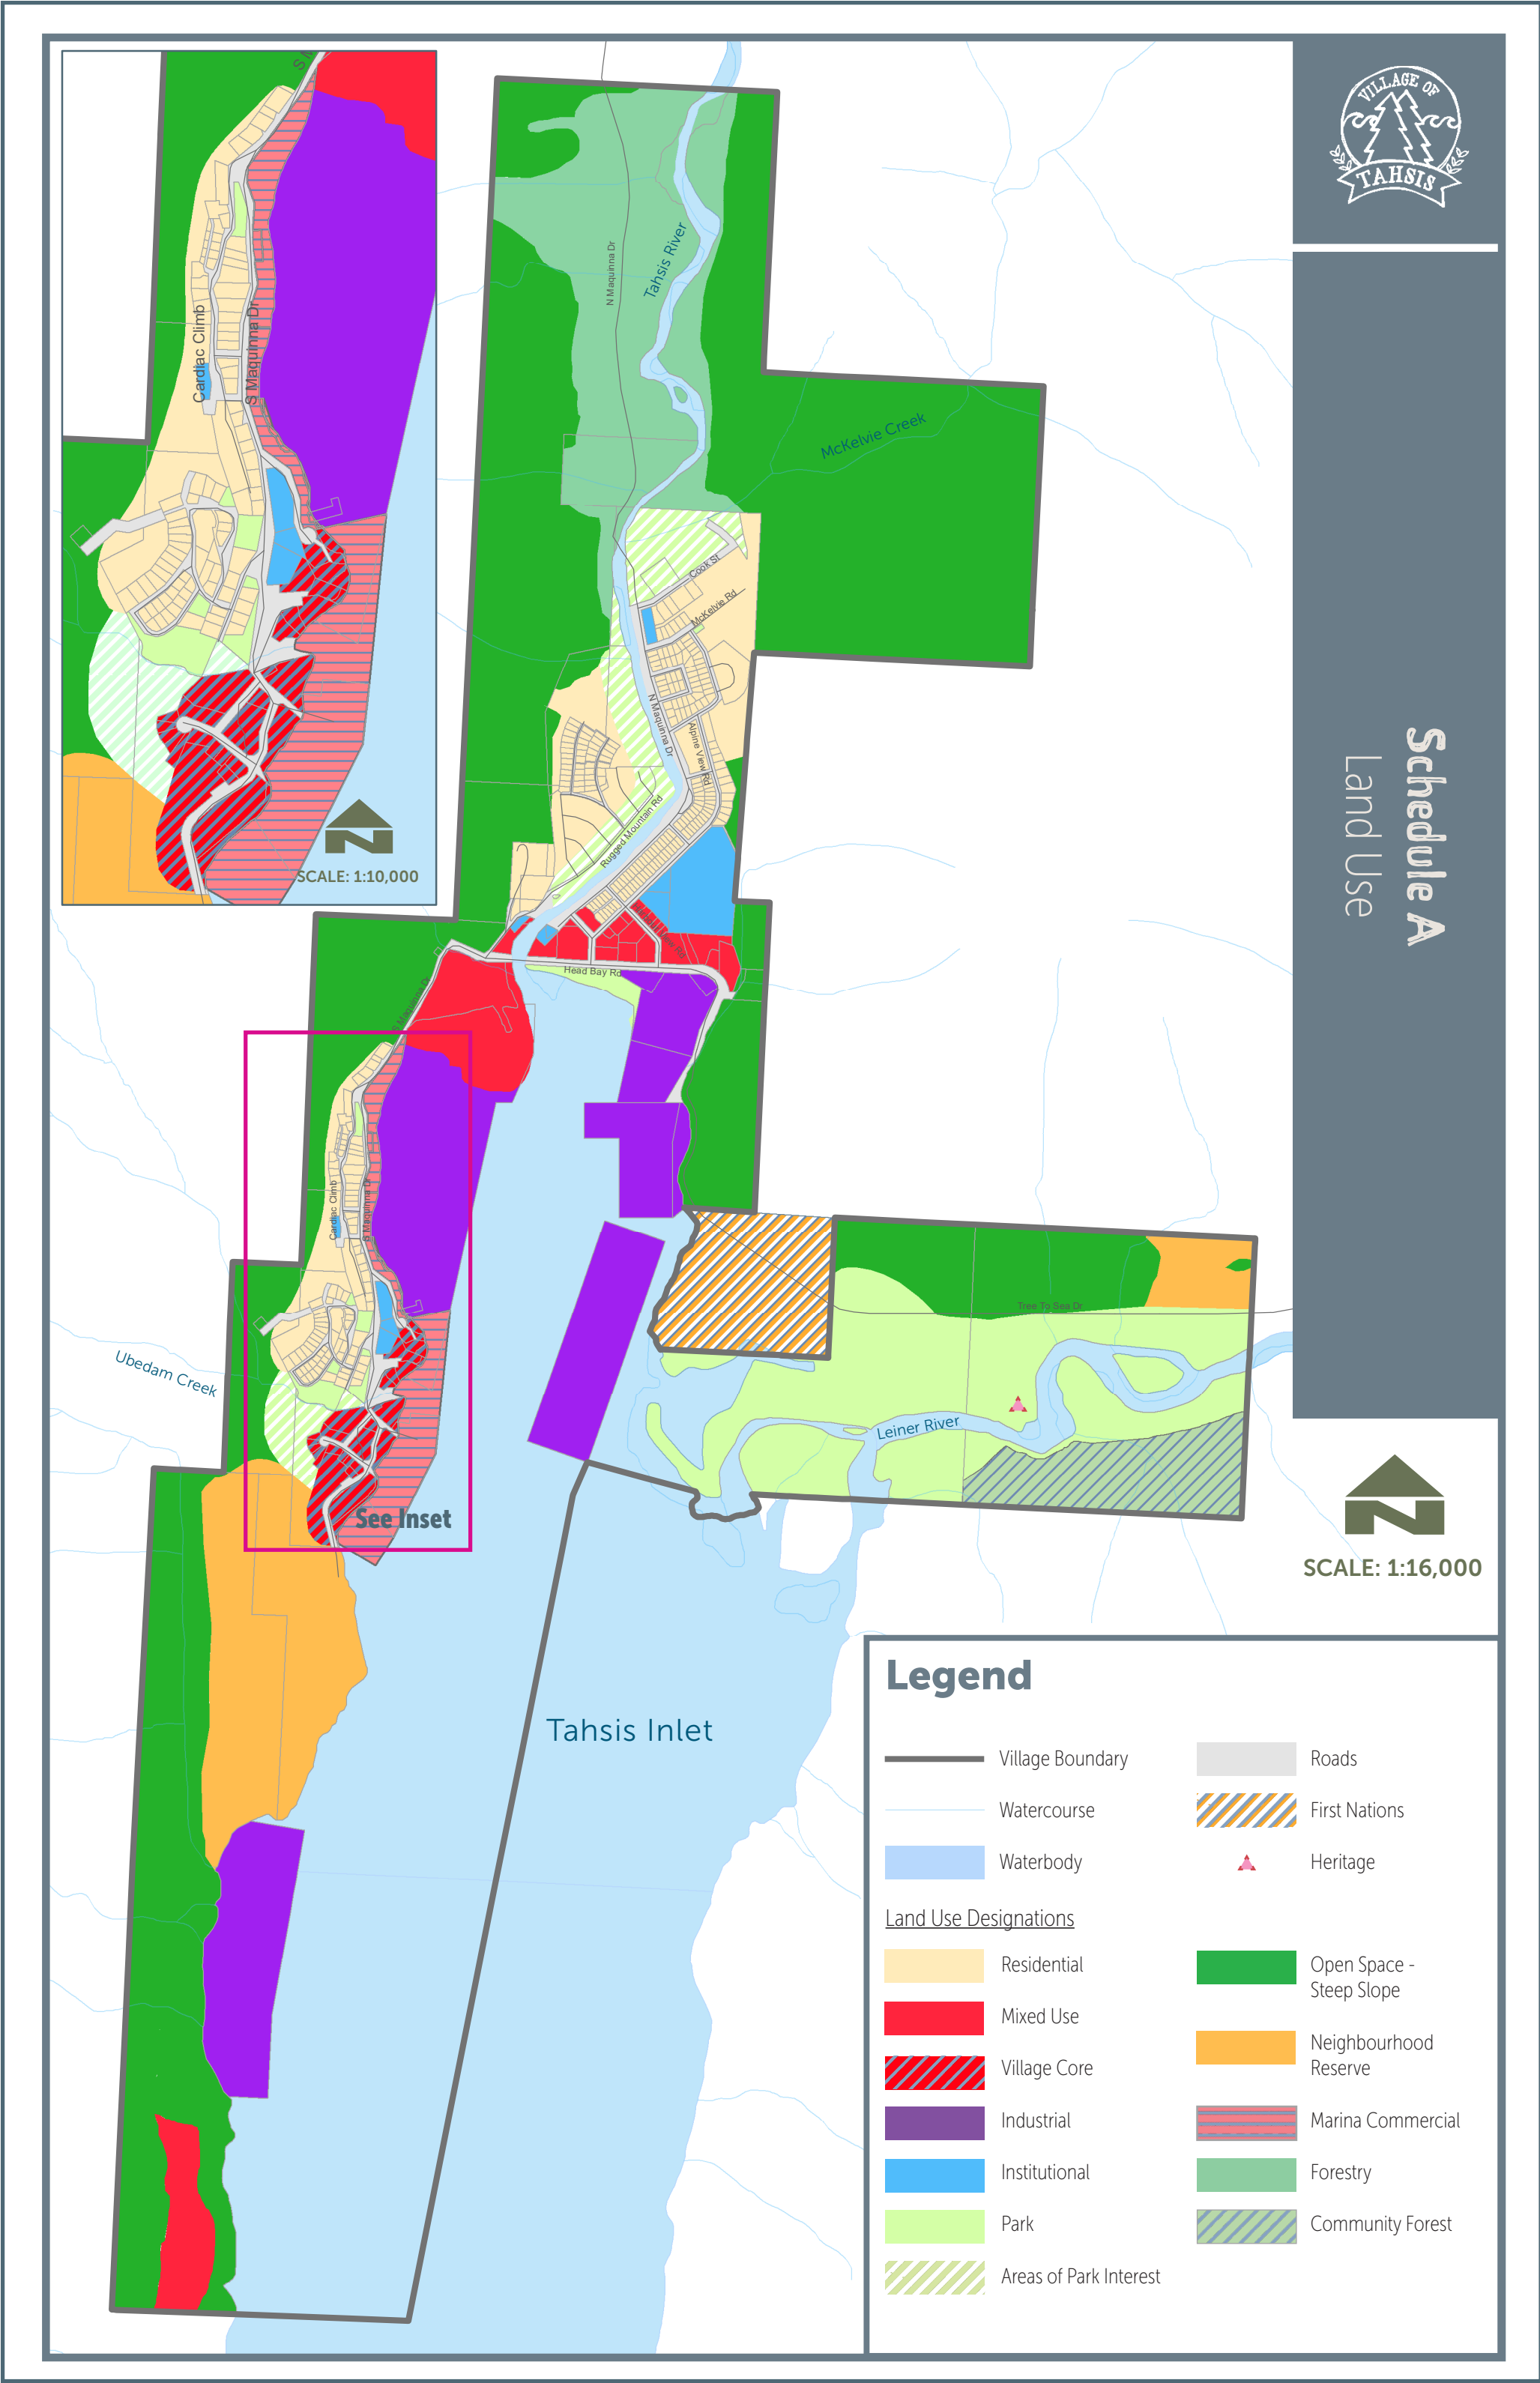 VILLAGE OF
TAHSIS
Schedule A
Land Use
S M
Cardiac Climb
S Maquinna Dr
SCALE: 1:10,000
N Maquinna Dr
Tahsis River
McKelvie Creek
Cook St
McKelvie Rd
N Maquinna Dr
Alpine View Rd
Rugged Mountain Rd
Head Bay Rd
S Maquinna Dr
Cardiac Climb
S Maquinna Dr
Ubedam Creek
See Inset
Tree To Sea Dr
Leiner River
Tahsis Inlet
SCALE: 1:16,000
Legend
Village Boundary
Watercourse
Waterbody
Roads
First Nations
Heritage
Land Use Designations
Residential
Mixed Use
Village Core
Industrial
Institutional
Park
Areas of Park Interest
Open Space -
Steep Slope
Neighbourhood
Reserve
Marina Commercial
Forestry
Community Forest